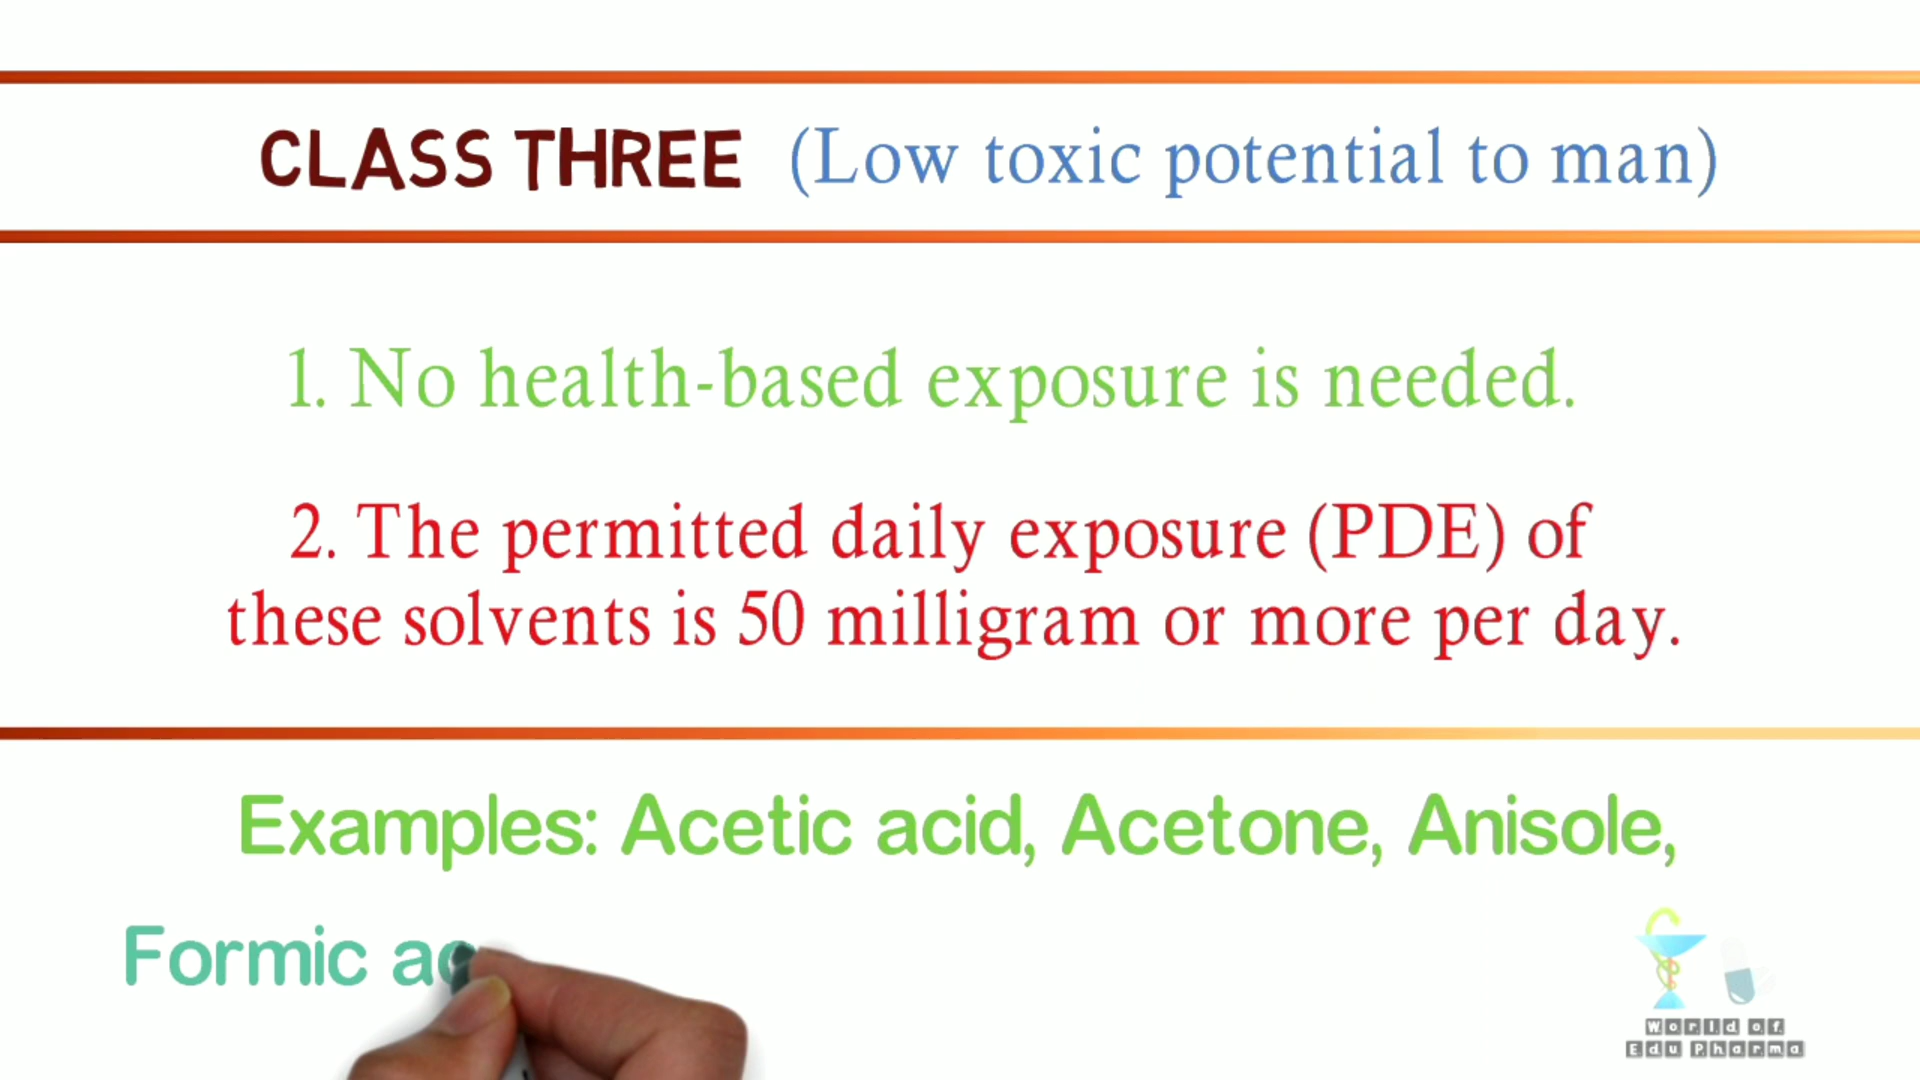 CLASS THREE (Low toxic potential to man)
1. No health-based exposure is needed.
2. The permitted daily exposure (PDE) of
these solvents is 50 milligram or more per day.
Examples: Acetic acid, Acetone, Anisole,
Formic
World of
Edu Pharma